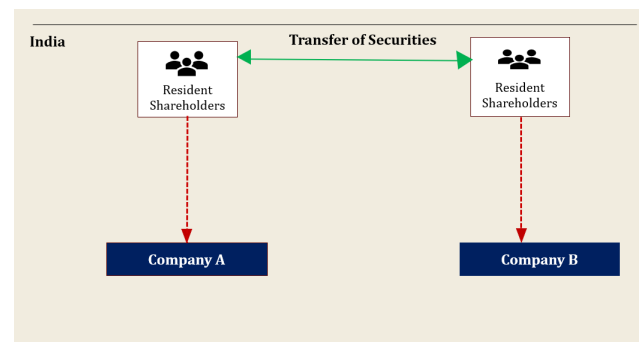 India
Transfer of Securities
Resident
Shareholders
Resident
Shareholders
Company A
Company B